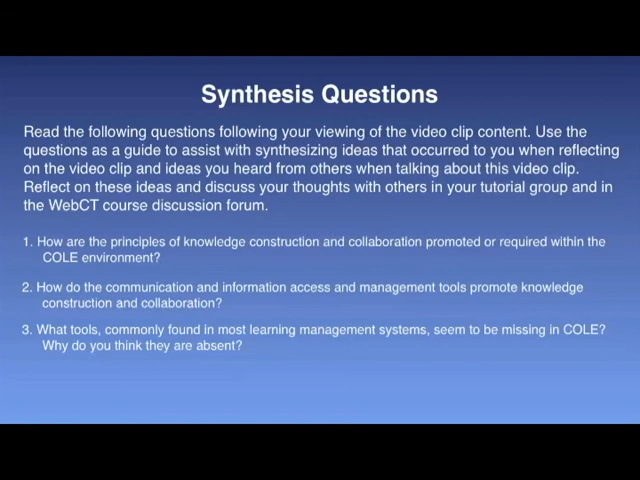 Synthesis Questions
Read the following questions following your viewing of the video clip content. Use the
questions as a guide to assist with synthesizing ideas that occurred to you when reflecting
on the video clip and ideas you heard from others when talking about this video clip.
Reflect on these ideas and discuss your thoughts with others in your tutorial group and in
the WebCT course discussion forum.
1. How are the principles of knowledge construction and collaboration promoted or required within the
COLE environment?
2. How do the communication and information access and management tools promote knowledge
construction and collaboration?
3. What tools, commonly found in most learning management systems, seem to be missing in COLE?
Why do you think they are absent?